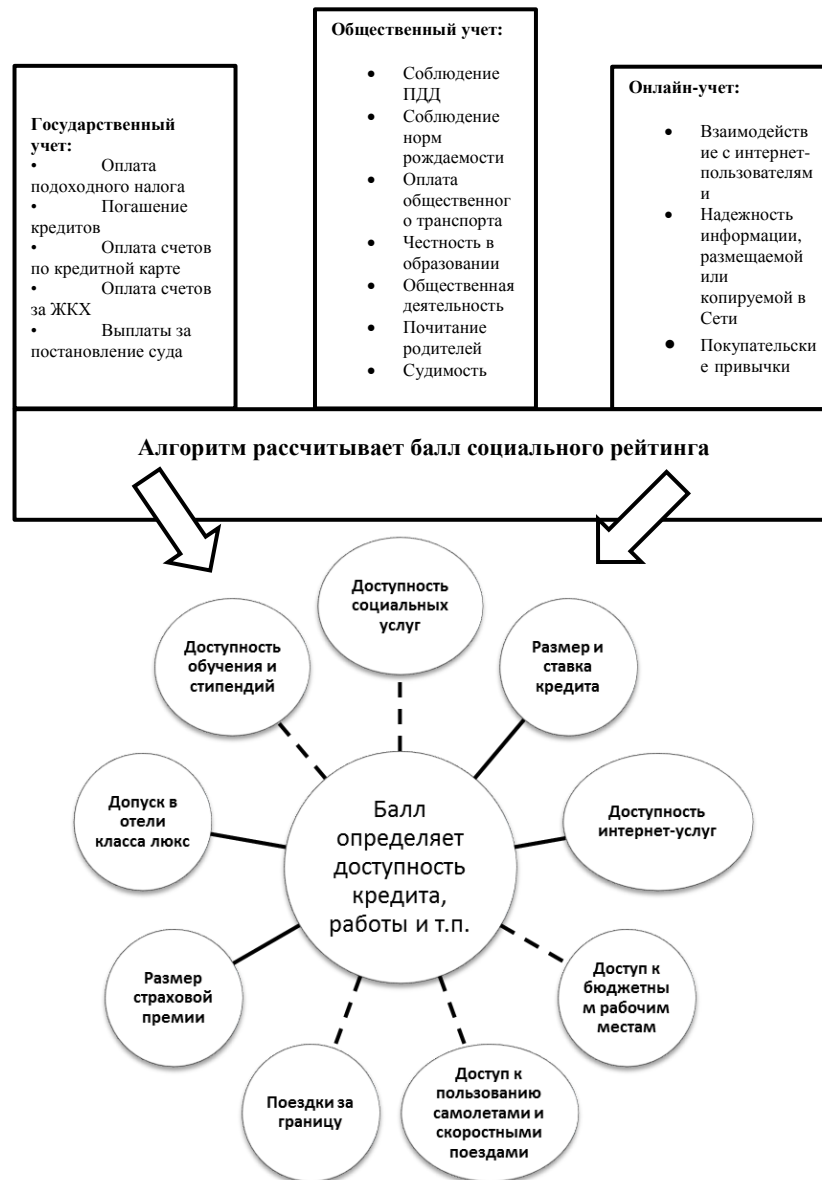 Государственный
учет:
• Оплата
подоходного налога
• Погашение
кредитов
• Оплата счетов
по кредитной карте
• Оплата счетов
за ЖКХ
• Выплаты за
постановление суда
Общественный учет:
• Соблюдение
ПДД
• Соблюдение
норм
рождаемости
• Оплата
общественног
о транспорта
• Честность в
образовании
• Общественная
деятельность
• Почитание
родителей
• Судимость
Онлайн-учет:
• Взаимодейств
ие с интернет-
пользователям
и
• Надежность
информации,
размещаемой
или
копируемой в
Сети
• Покупательски
е привычки
Алгоритм рассчитывает балл социального рейтинга
Доступность
социальных
услуг
Доступность
обучения и
стипендий
Размер и
ставка
кредита
Допуск в
отели
класса люкс
Балл
определяет
доступность
кредита,
работы и т.п.
Доступность
интернет-услуг
Размер
страховой
премии
Доступ к
бюджетны
м рабочим
местам
Поездки за
границу
Доступ к
пользованию
самолетами и
скоростными
поездами